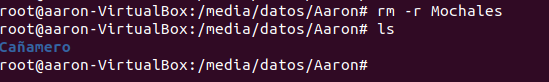 root@aaron-VirtualBox:/media/datos/Aaron# rm -r Mochales
root@aaron-VirtualBox:/media/datos/Aaron# ls
Cañamero
root@aaron-VirtualBox:/media/datos/Aaron#